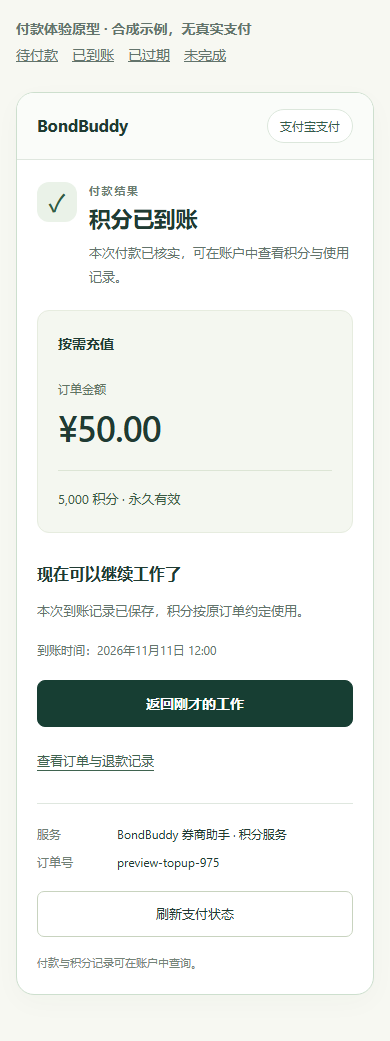 付款体验原型 · 合成示例，无真实支付
待付款 已到账 已过期 未完成
BondBuddy
支付宝支付
✓
付款结果
积分已到账
本次付款已核实，可在账户中查看积分与使用
记录。
按需充值
订单金额
¥50.00
5,000 积分 · 永久有效
现在可以继续工作了
本次到账记录已保存，积分按原订单约定使用。
到账时间：2026年11月11日 12:00
返回刚才的工作
查看订单与退款记录
服务 BondBuddy 券商助手 · 积分服务
订单号 preview-topup-975
刷新支付状态
付款与积分记录可在账户中查询。